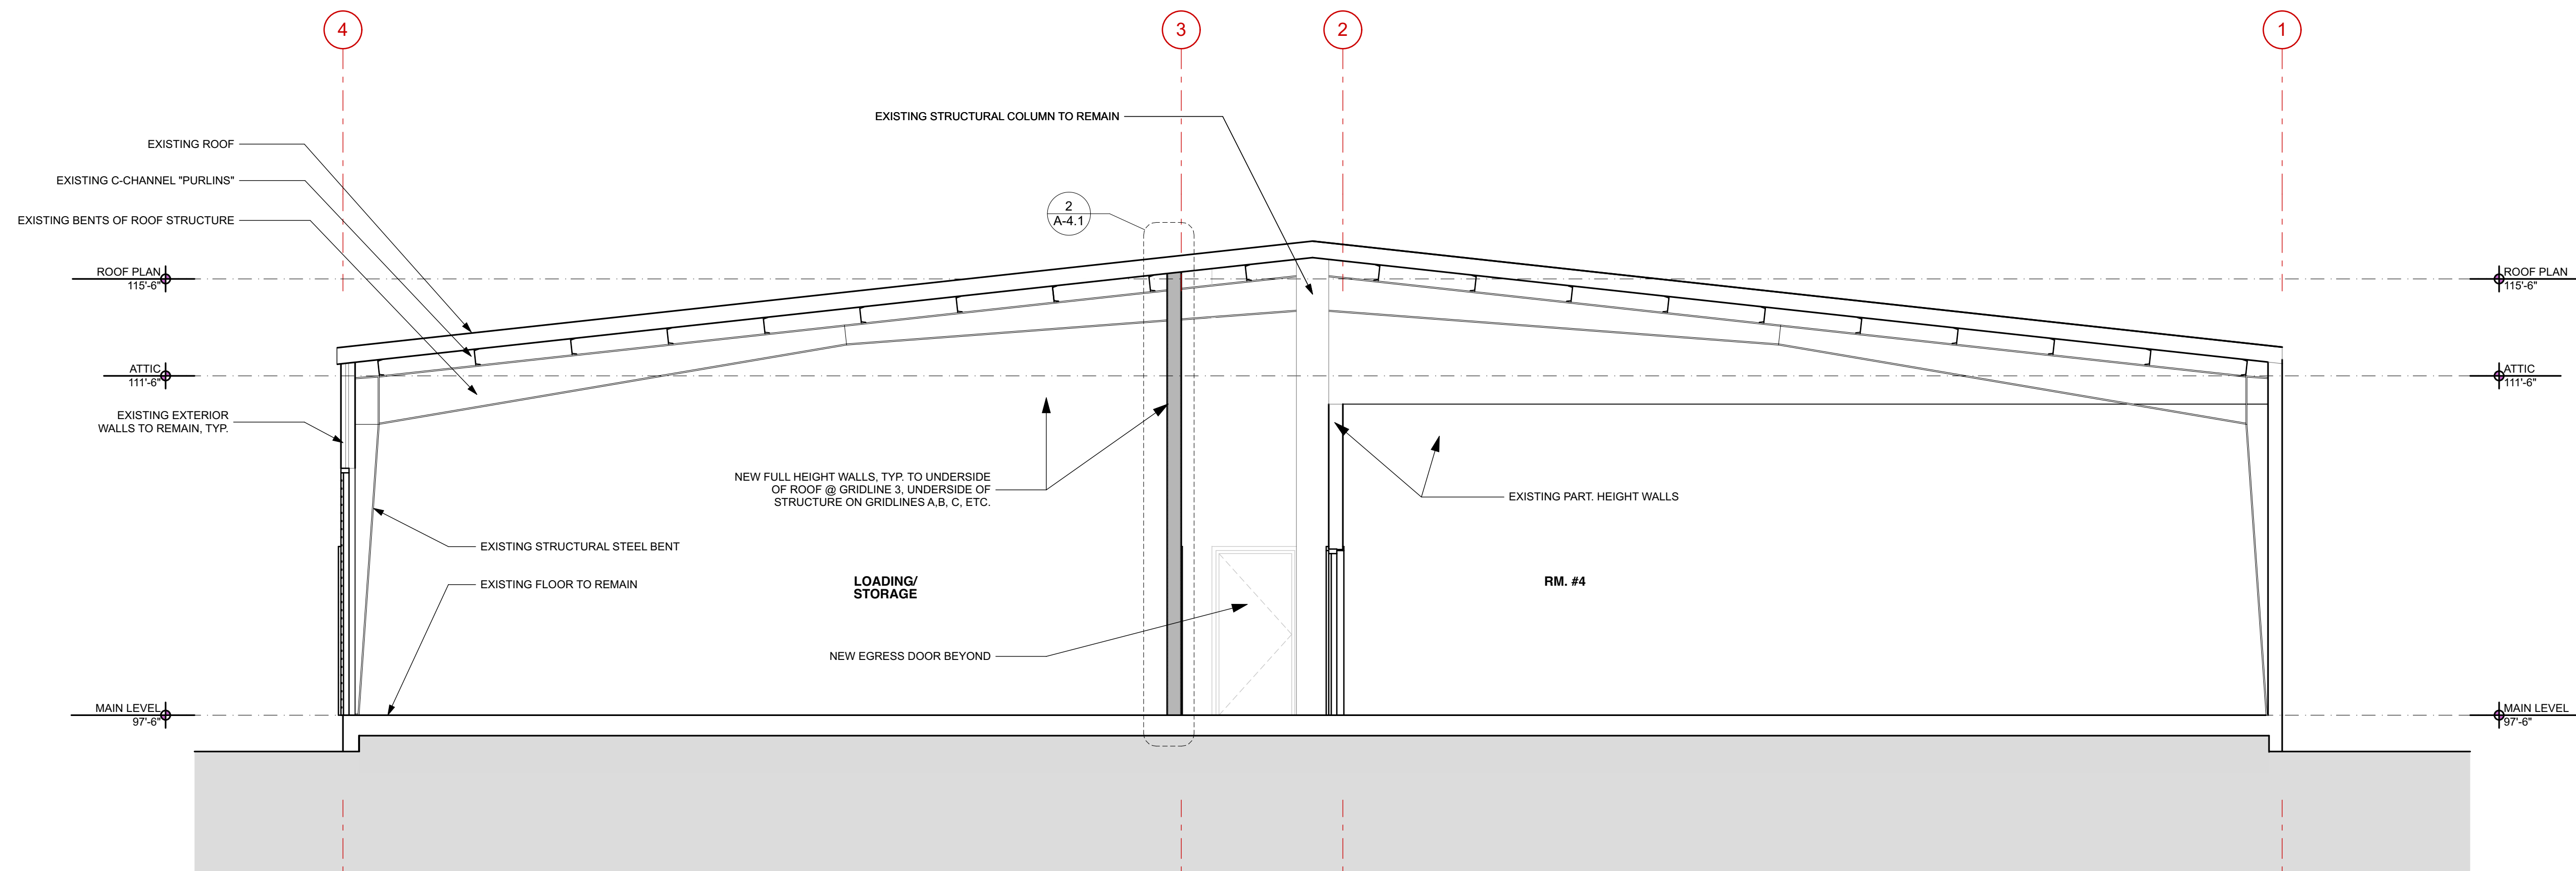 4
3
2
1
EXISTING STRUCTURAL COLUMN TO REMAIN
EXISTING ROOF
EXISTING C-CHANNEL "PURLINS"
EXISTING BENTS OF ROOF STRUCTURE
2
A-4.1
ROOF PLAN
115'-6"
ROOF PLAN
115'-6"
ATTIC
111'-6"
ATTIC
111'-6"
EXISTING EXTERIOR
WALLS TO REMAIN, TYP.
NEW FULL HEIGHT WALLS, TYP. TO UNDERSIDE
OF ROOF @ GRIDLINE 3, UNDERSIDE OF
STRUCTURE ON GRIDLINES A,B, C, ETC.
EXISTING PART. HEIGHT WALLS
EXISTING STRUCTURAL STEEL BENT
EXISTING FLOOR TO REMAIN
LOADING/
STORAGE
RM. #4
NEW EGRESS DOOR BEYOND
MAIN LEVEL
97'-6"
MAIN LEVEL
97'-6"